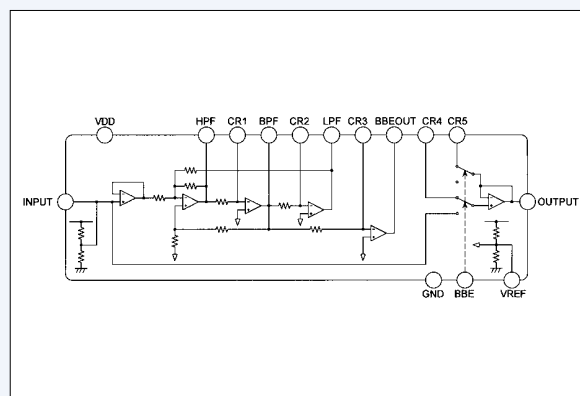 VDD
HPF CR1 BPF CR2 LPF CR3 BBEOUT CR4 CR5
INPUT
OUTPUT
GND BBE VREF